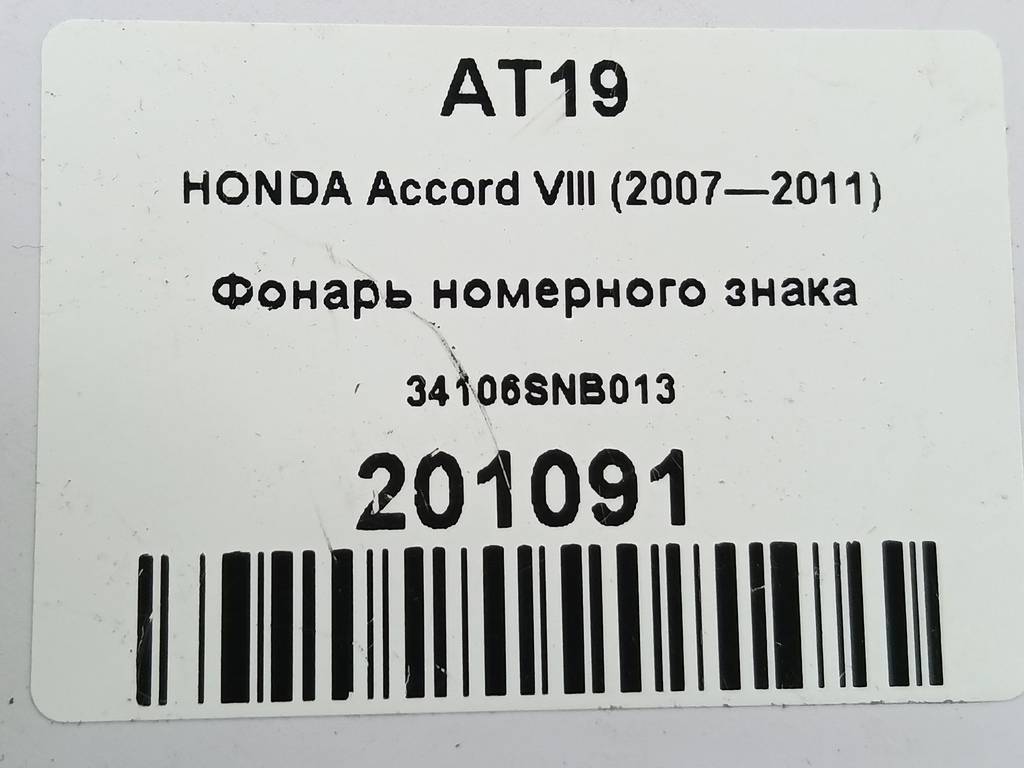 AT19
HONDA Accord VIII (2007—2011)
Фонарь номерного знака
34106SNB013
201091